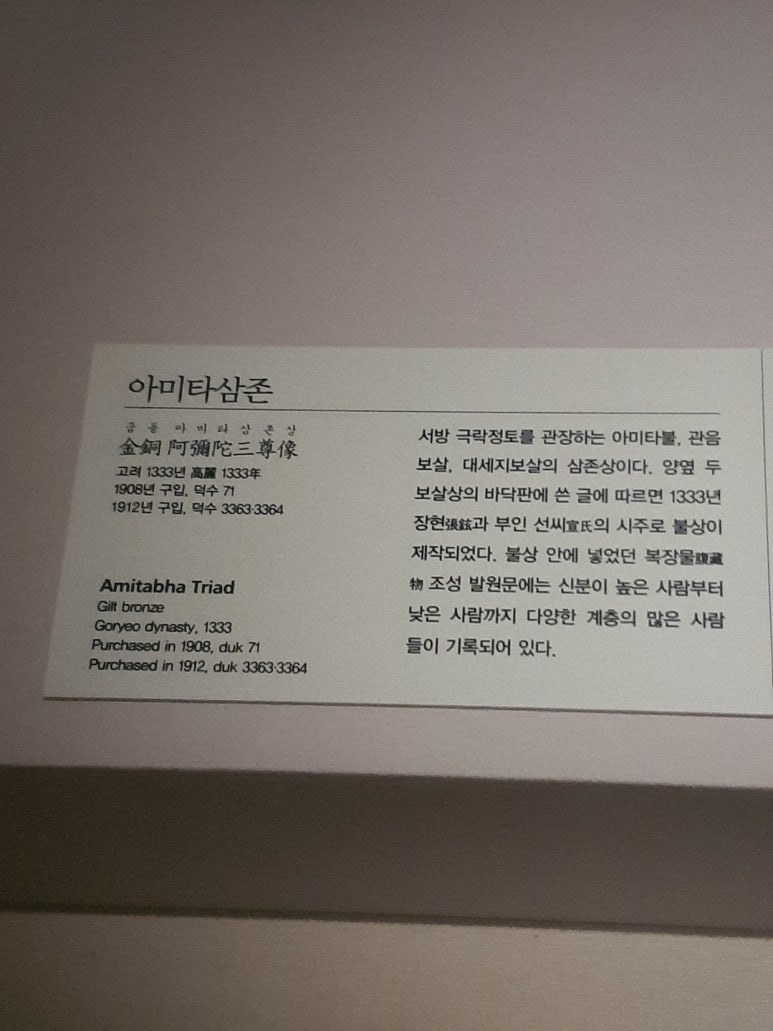 아미타삼존
금동 아미타삼존상
金銅 阿彌陀三尊像
고려 1333년 高麗 1333年
1908년 구입, 덕수 71
1912년 구입, 덕수 3363·3364
Amitabha Triad
Gilt bronze
Goryeo dynasty, 1333
Purchased in 1908, duk 71
Purchased in 1912, duk 3363·3364
서방 극락정토를 관장하는 아미타불, 관음
보살, 대세지보살의 삼존상이다. 양옆 두
보살상의 바닥판에 쓴 글에 따르면 1333년
장현張鉉과 부인 선씨宣氏의 시주로 불상이
제작되었다. 불상 안에 넣었던 복장물腹藏
物 조성 발원문에는 신분이 높은 사람부터
낮은 사람까지 다양한 계층의 많은 사람
들이 기록되어 있다.